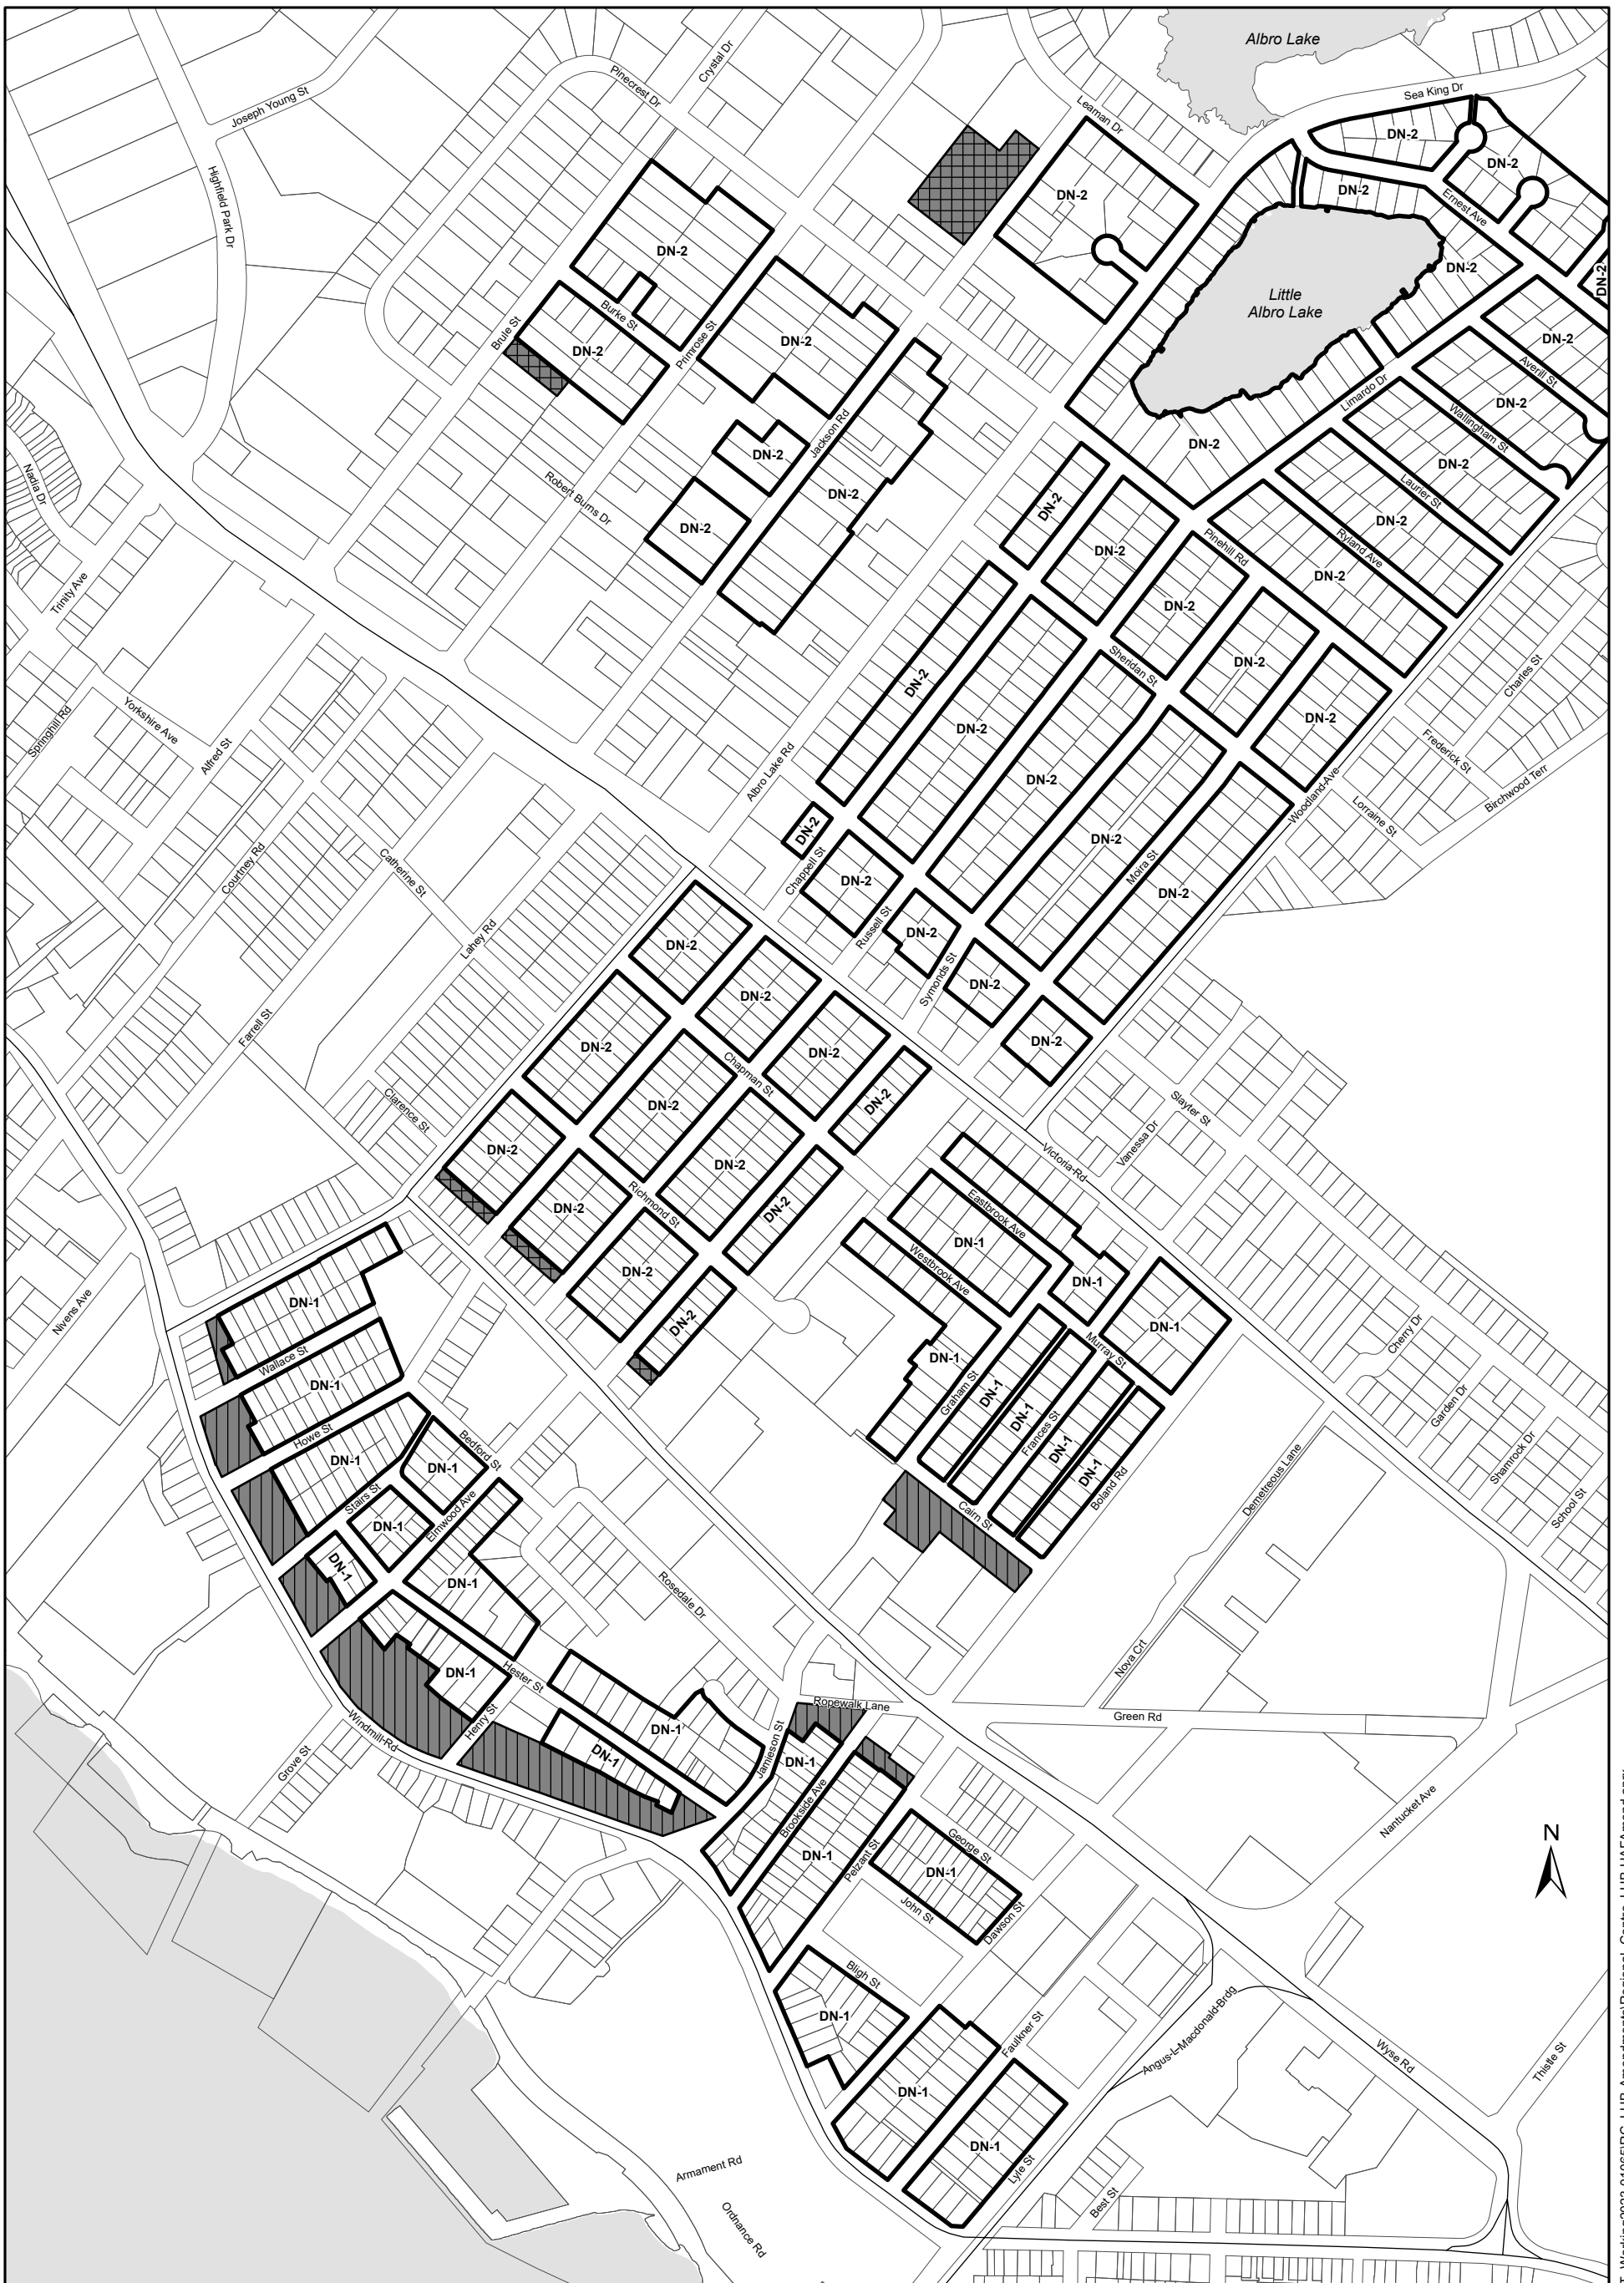 Albro Lake
Crystal Dr
Pinecrest Dr
Joseph Young St
Sea King Dr
Leaman Dr
DN-2
DN-2
DN-2
DN-2
Highfield Park Dr
Ernest Ave
DN-2
DN-2
DN-2
Little
Albro Lake
Burke St
Brule St
Primrose St
DN-2
DN-2
DN-2
Averill St
Limardo Dr
DN-2
Wallingham St
Jackson Rd
DN-2
DN-2
DN-2
Nadia Dr
Robert Burns Dr
DN-2
DN-2
DN-2
Laurier St
DN-2
DN-2
Pinehill Rd
Ryland Ave
DN-2
DN-2
Trinity Ave
DN-2
Sheridan St
DN-2
DN-2
Charles St
Springhill Rd
Yorkshire Ave
DN-2
DN-2
Alfred St
Frederick St
Albro Lake Rd
DN-2
Woodland Ave
Birchwood Terr
Lorraine St
DN-2
DN-2
Courtney Rd
Catherine St
Chappell St
DN-2
Moira St
DN-2
Russell St
DN-2
DN-2
Lahey Rd
Symonds St
DN-2
DN-2
Farrell St
DN-2
DN-2
DN-2
Chapman St
DN-2
DN-2
Clarence St
Slayter St
Vanessa Dr
Victoria Rd
DN-2
DN-2
Richmond St
DN-2
DN-2
Eastbrook Ave
DN-1
Westbrook Ave
DN-2
DN-1
Nivens Ave
DN-1
DN-2
DN-1
Murray St
Cherry Dr
Wallace St
DN-1
DN-1
Graham St
DN-1
Garden Dr
DN-1
Frances St
Howe St
Bedford St
DN-1
DN-1
DN-1
DN-1
Shamrock Dr
Boland Rd
Demetreous Lane
Stairs St
School St
DN-1
Elmwood Ave
Cairn St
DN-1
DN-1
Rosedale Dr
Nova Crt
DN-1
Hester St
Ropewalk Lane
Green Rd
Henry St
Windmill Rd
DN-1
Jamieson St
Grove St
DN-1
DN-1
Brookside Ave
Nantucket Ave
N
George St
Pelzant St
DN-1
DN-1
John St
Dawson St
Bligh St
DN-1
Faulkner St
Angus-L-Macdonald-Brdg
Wyse Rd
Thistle St
DN-1
DN-1
Lyle St
Armament Rd
Best St
Ordnance Rd